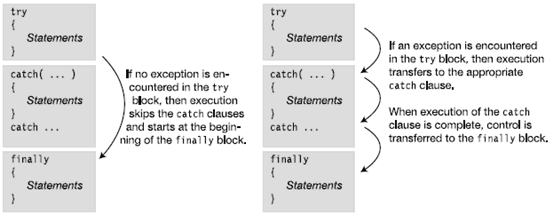 try
{
Statements
}
catch( ... )
{
Statements
}
catch ...
finally
{
Statements
}
If no exception is en-
countered in the try
block, then execution
skips the catch clauses
and starts at the begin-
ning of the finally block.
try
{
Statements
}
catch( ... )
{
Statements
}
catch ...
finally
{
Statements
}
If an exception is encountered
in the try block, then execution
transfers to the appropriate
catch clause.
When execution of the catch
clause is complete, control is
transferred to the finally block.